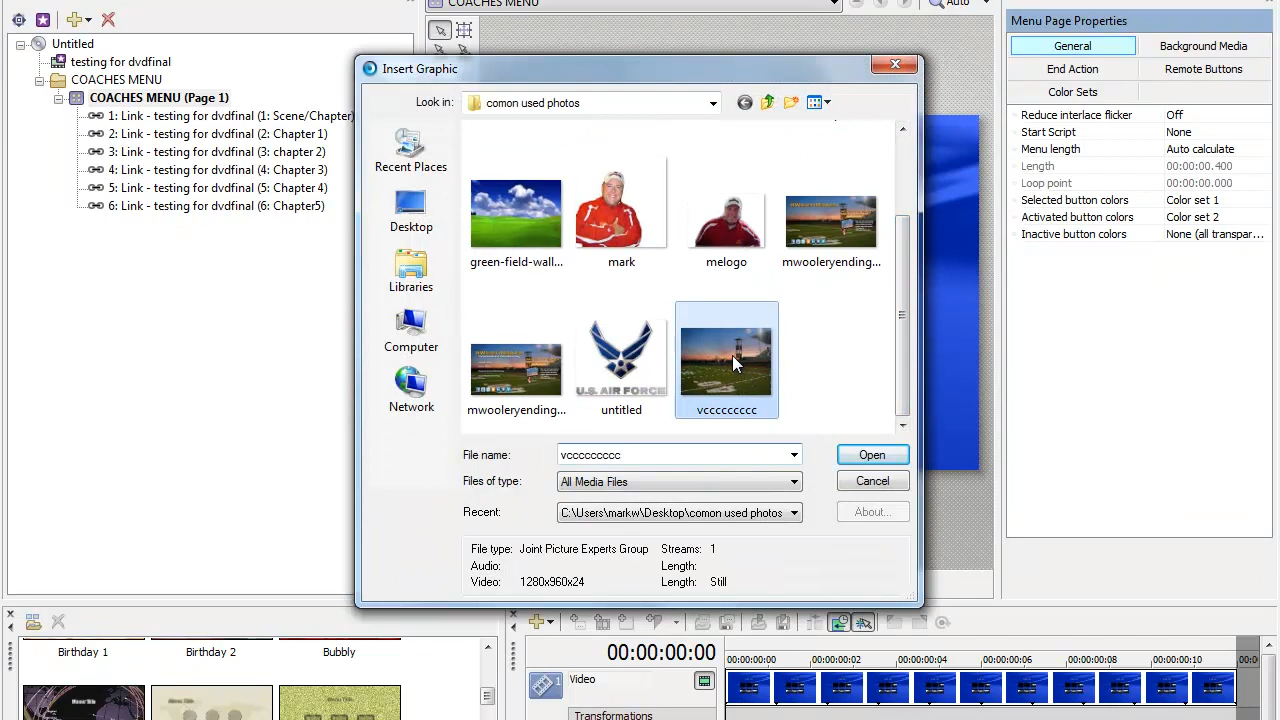 COACHES MENU
Auto
Untitled
testing for dvdfinal
COACHES MENU
COACHES MENU (Page 1)
1: Link - testing for dvdfinal (1: Scene/Chapter)
2: Link - testing for dvdfinal (2: Chapter 1)
3: Link - testing for dvdfinal (3: chapter 2)
4: Link - testing for dvdfinal (4: Chapter 3)
5: Link - testing for dvdfinal (5: Chapter 4)
6: Link - testing for dvdfinal (6: Chapter5)
Insert Graphic
Look in:
comon used photos
Recent Places
Desktop
Libraries
Computer
Network
green-field-wall...
mark
melogo
mwooleryending...
mwooleryending...
U.S. AIR FORCE
untitled
vccccccccc
File name:
vccccccccc
Open
Files of type:
All Media Files
Cancel
Recent:
C:\Users\markw\Desktop\comon used photos
About...
File type: Joint Picture Experts Group
Streams: 1
Audio:
Length:
Video: 1280x960x24
Length: Still
Menu Page Properties
General
Background Media
End Action
Remote Buttons
Color Sets
Reduce interlace flicker Off
Start Script None
Menu length Auto calculate
Length 00:00:00.400
Loop point 00:00:00.000
Selected button colors Color set 1
Activated button colors Color set 2
Inactive button colors None (all transpar...
Birthday 1
Birthday 2
Bubbly
00:00:00:00
00:00:00:00
00:00:00:02
00:00:00:04
00:00:00:06
00:00:00:08
00:00:00:10
1
Video
Transformations